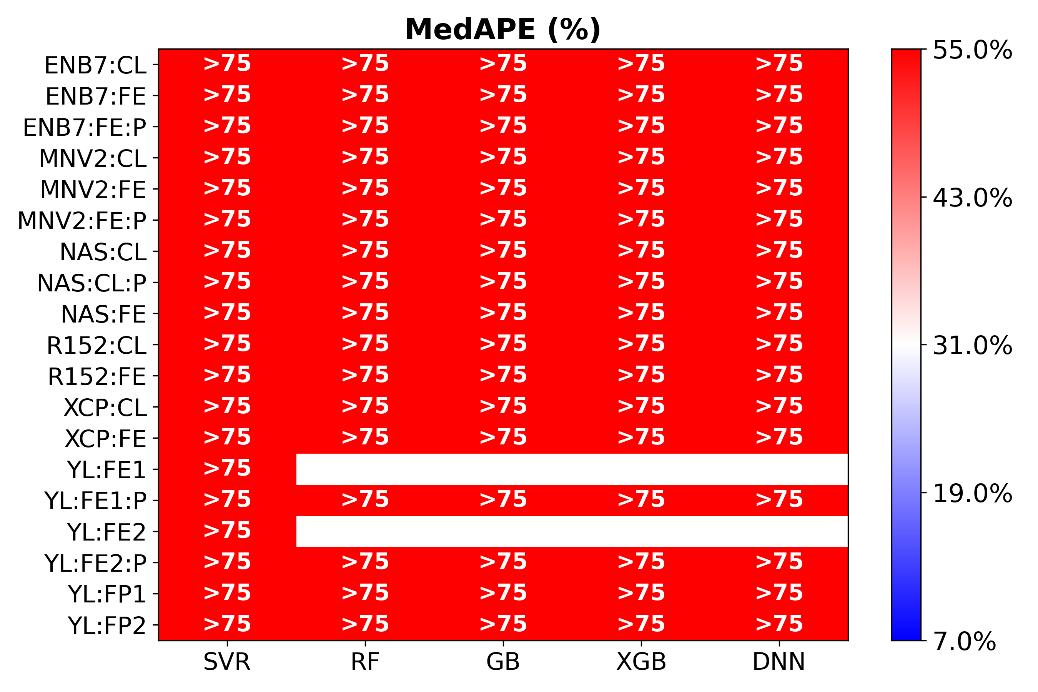 MedAPE (%)
ENB7:CL >75 >75 >75 >75 >75
ENB7:FE >75 >75 >75 >75 >75
ENB7:FE:P >75 >75 >75 >75 >75
MNV2:CL >75 >75 >75 >75 >75
MNV2:FE >75 >75 >75 >75 >75
MNV2:FE:P >75 >75 >75 >75 >75
NAS:CL >75 >75 >75 >75 >75
NAS:CL:P >75 >75 >75 >75 >75
NAS:FE >75 >75 >75 >75 >75
R152:CL >75 >75 >75 >75 >75
R152:FE >75 >75 >75 >75 >75
XCP:CL >75 >75 >75 >75 >75
XCP:FE >75 >75 >75 >75 >75
YL:FE1 >75
YL:FE1:P >75 >75 >75 >75 >75
YL:FE2 >75
YL:FE2:P >75 >75 >75 >75 >75
YL:FP1 >75 >75 >75 >75 >75
YL:FP2 >75 >75 >75 >75 >75
SVR RF GB XGB DNN
55.0%
43.0%
31.0%
19.0%
7.0%